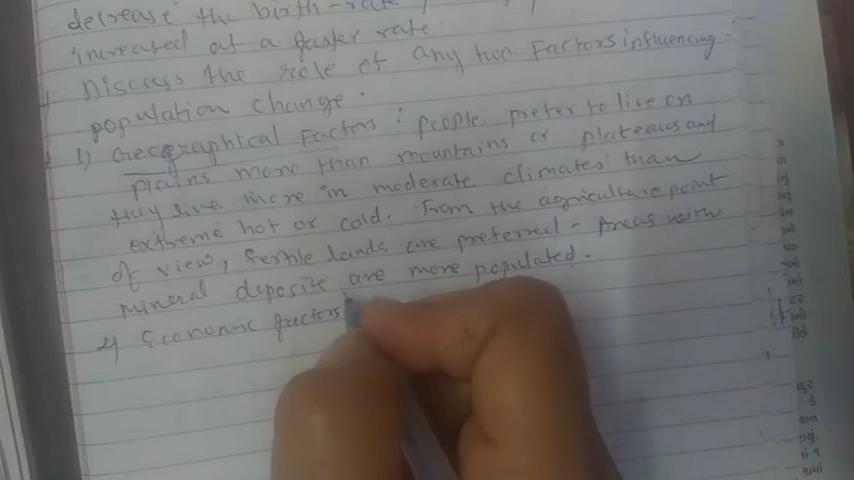 decrease the birth-rate,
increased at a faster rate.
Discuss the role of any two Factors influencing
population change.
1) Geographical Factors : people prefer to live on
plains more than mountains or plateaus and
they live more in moderate climates than
extreme hot or cold. From the agriculture point
of view, fertile lands are preferred. Areas with
mineral deposits are more populated.
2) Economic factors